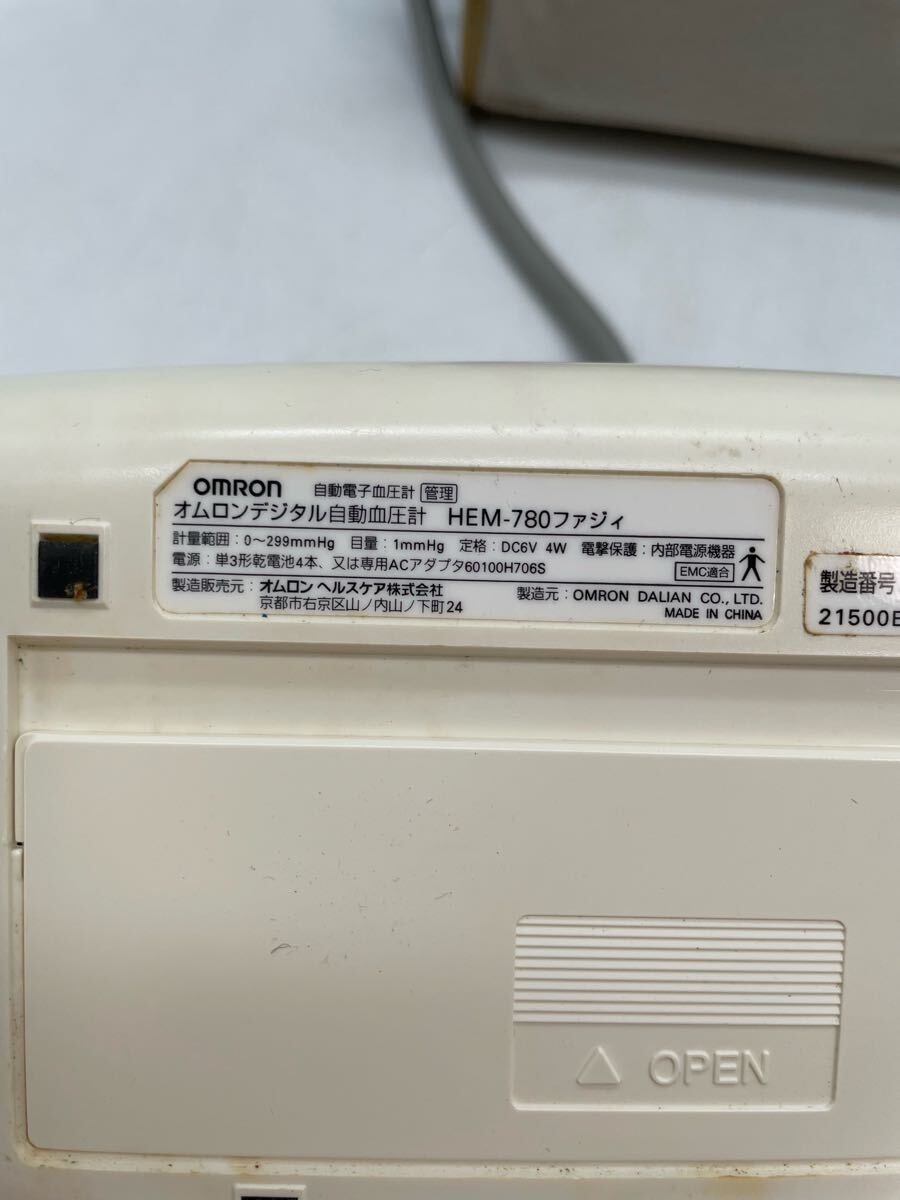 OMRON 自動電子血圧計 管理
オムロンデジタル自動血圧計 HEM-780ファジィ
計量範囲：0〜299mmHg 目量：1mmHg 定格：DC6V 4W 電撃保護：内部電源機器
電源：単3形乾電池4本、又は専用ACアダプタ60100H706S EMC適合
製造販売元：オムロン ヘルスケア株式会社 製造元：OMRON DALIAN CO., LTD.
京都市右京区山ノ内山ノ下町24 MADE IN CHINA
製造番号
21500E
△ OPEN